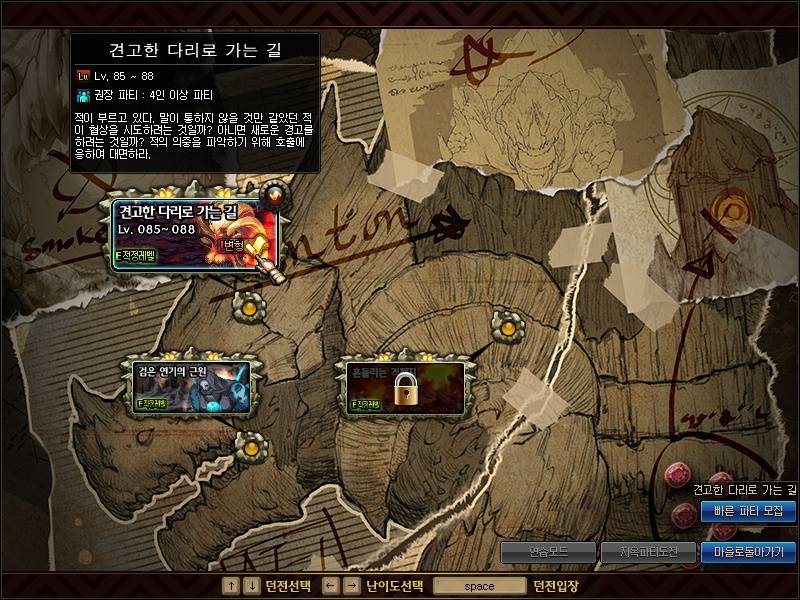 견고한 다리로 가는 길
Lv. 85 ~ 88
권장 파티 : 4인 이상 파티
적이 부르고 있다. 말이 통하지 않을 것만 같았던 적
이 협상을 시도하려는 것일까? 아니면 새로운 경고를
하려는 것일까? 적의 의중을 파악하기 위해 호출에
응하여 대면하라.
견고한 다리로 가는 길
Lv. 085~088
변형
적정레벨
검은 연기의 근원
적정레벨
흔들리는
적정레벨
견고한 다리로 가는 길
빠른 파티 모집
연습모드
지옥파티도전
마을로돌아가기
↑ ↓ 던전선택 ← → 난이도선택 space 던전입장